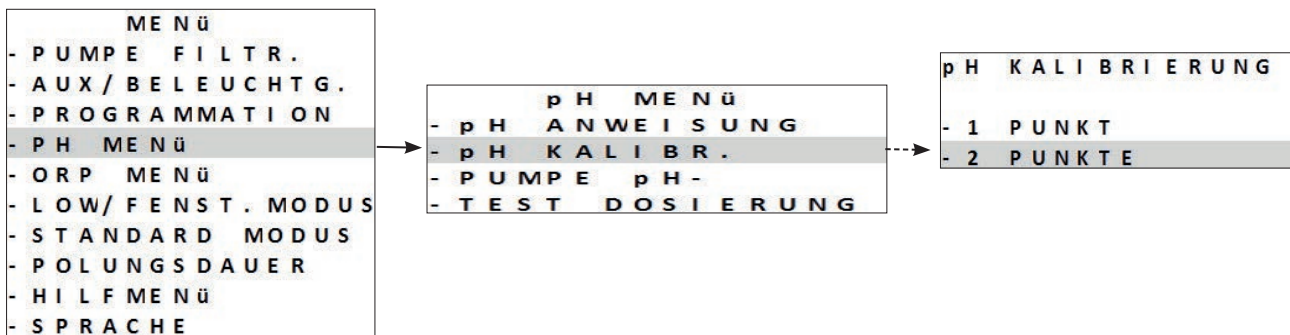 MENü
- PUMPE FILTR.
- AUX/BELEUCHTG.
- PROGRAMMATION
- PH MENü
- ORP MENü
- LOW/FENST.MODUS
- STANDARD MODUS
- POLUNGSDAUER
- HILFMENü
- SPRACHE
pH MENü
- pH ANWEISUNG
- pH KALIBR.
- PUMPE pH-
- TEST DOSIERUNG
pH KALIBRIERUNG
- 1 PUNKT
- 2 PUNKTE